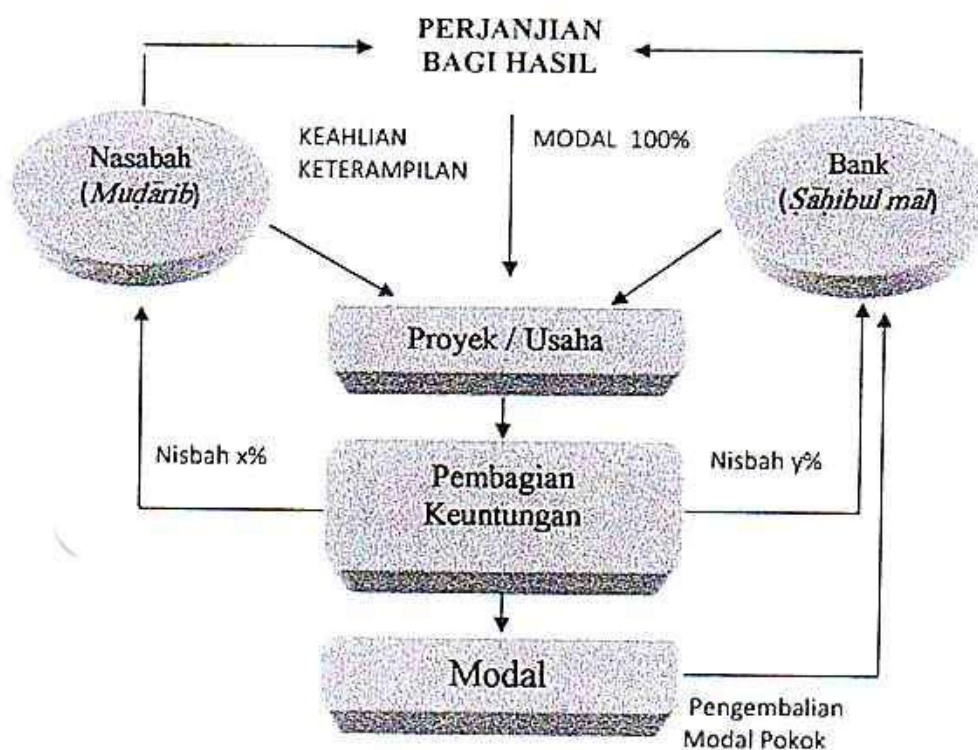 PERJANJIAN
BAGI HASIL
Nasabah
(Muḍārib)
KEAHLIAN
KETERAMPILAN
MODAL 100%
Bank
(Ṣāḥibul māl)
Proyek / Usaha
Nisbah x%
Pembagian
Keuntungan
Nisbah y%
Modal
Pengembalian
Modal Pokok